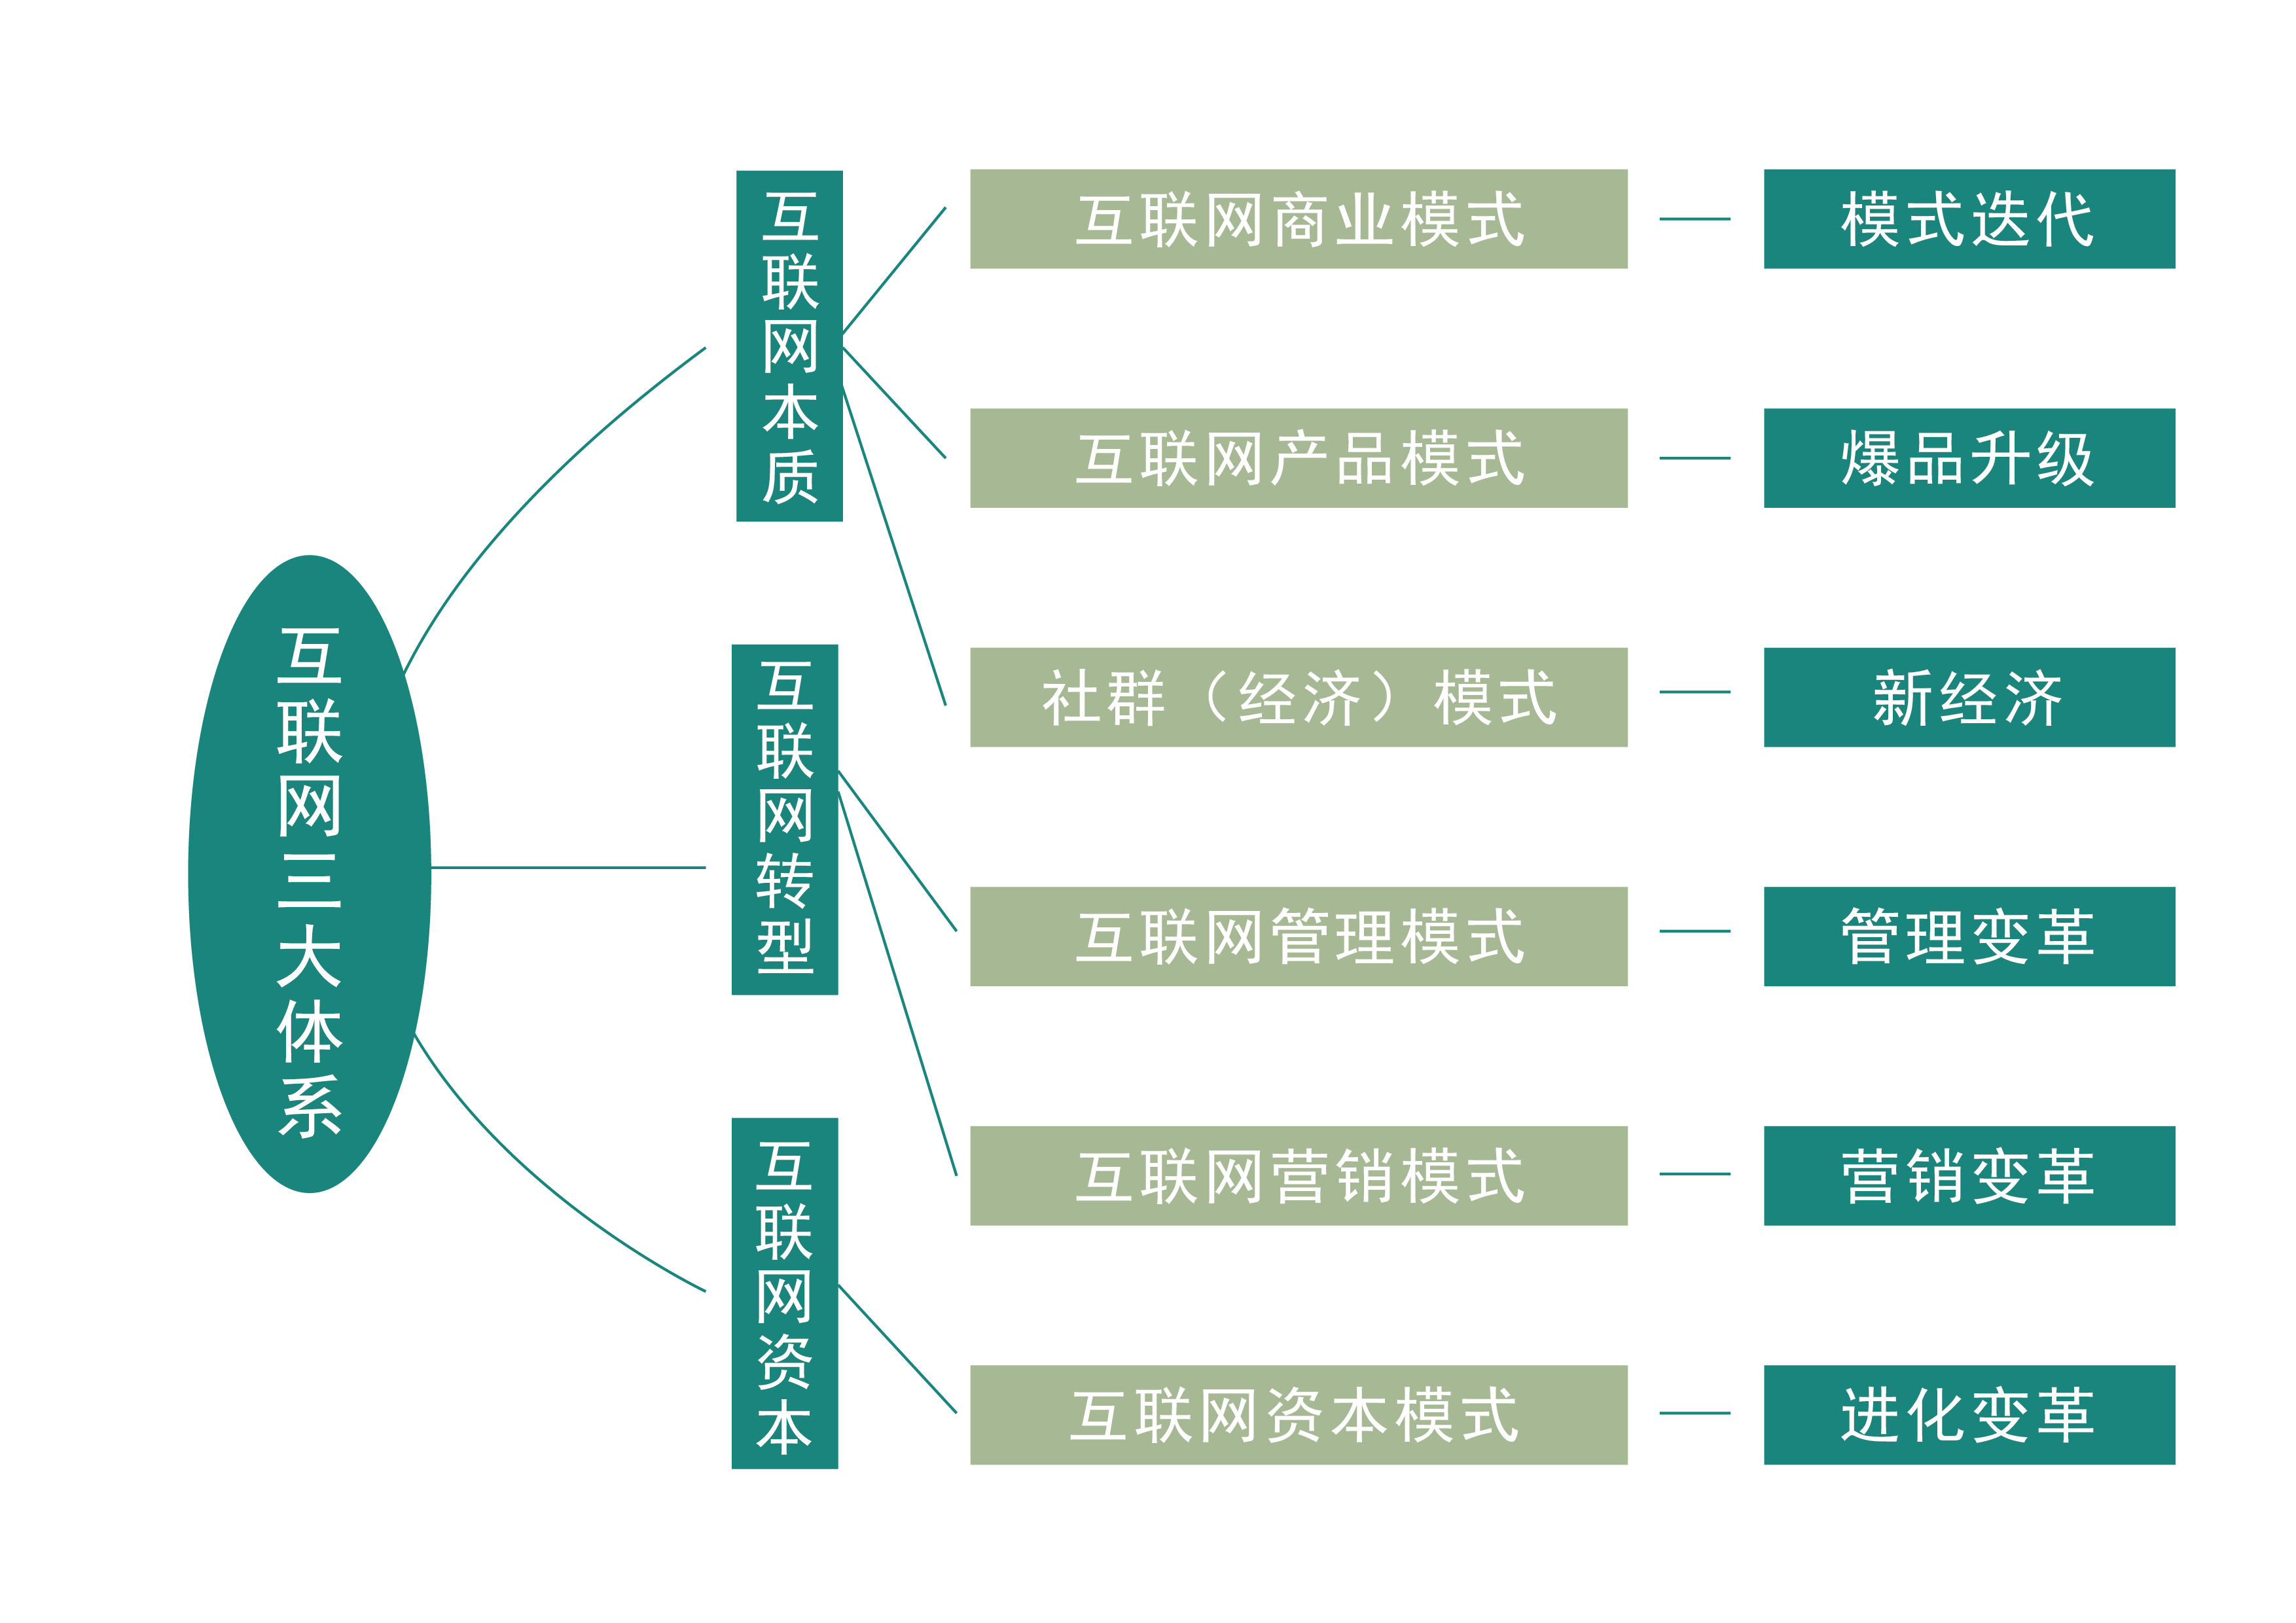 互联网三大体系
互联网本质
互联网商业模式
模式送代
互联网产品模式
爆品升级
社群（经济）模式
新经济
互联网转型
互联网管理模式
管理变革
互联网营销模式
营销变革
互联网资本
互联网资本模式
进化变革